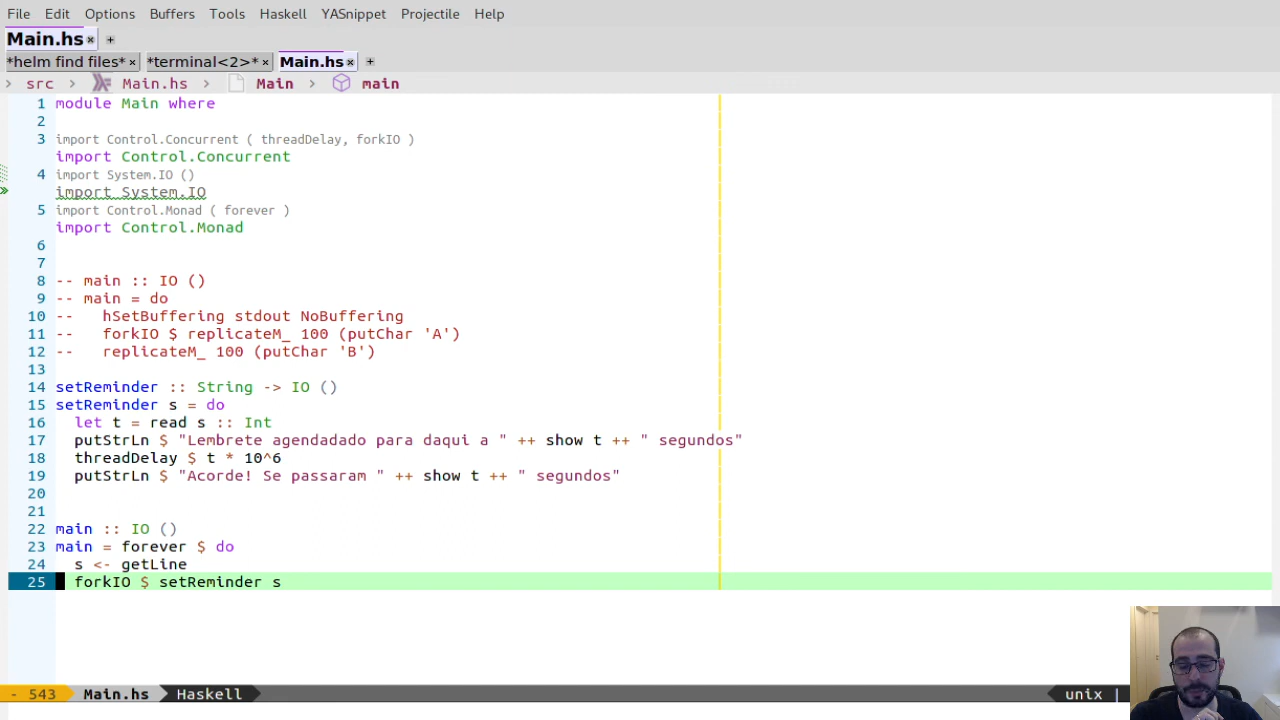 File Edit Options Buffers Tools Haskell YASnippet Projectile Help
Main.hs × +
*helm find files* × *terminal<2>* × Main.hs × +
> src > Main.hs > Main > main
1 module Main where
2
3 import Control.Concurrent ( threadDelay, forkIO )
import Control.Concurrent
4 import System.IO ()
» import System.IO
5 import Control.Monad ( forever )
import Control.Monad
6
7
8 -- main :: IO ()
9 -- main = do
10 --   hSetBuffering stdout NoBuffering
11 --   forkIO $ replicateM_ 100 (putChar 'A')
12 --   replicateM_ 100 (putChar 'B')
13
14 setReminder :: String -> IO ()
15 setReminder s = do
16   let t = read s :: Int
17   putStrLn $ "Lembrete agendadado para daqui a " ++ show t ++ " segundos"
18   threadDelay $ t * 10^6
19   putStrLn $ "Acorde! Se passaram " ++ show t ++ " segundos"
20
21
22 main :: IO ()
23 main = forever $ do
24   s <- getLine
25   forkIO $ setReminder s
- 543 Main.hs Haskell unix |